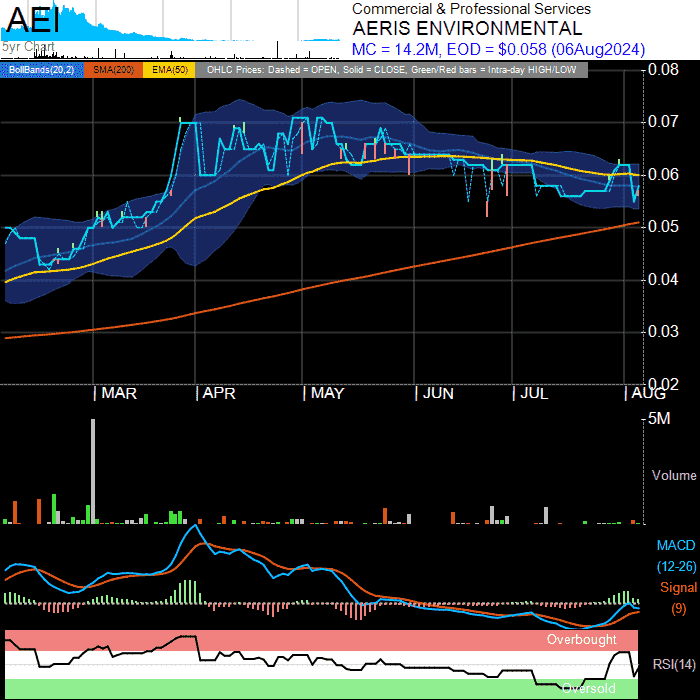 AEI
5yr Chart
Commercial & Professional Services
AERIS ENVIRONMENTAL
MC = 14.2M, EOD = $0.058 (06Aug2024)
BollBands(20,2) SMA(200) EMA(50) OHLC Prices: Dashed = OPEN, Solid = CLOSE, Green/Red bars = Intra-day HIGH/LOW
0.08
0.07
0.06
0.05
0.04
0.03
0.02
MAR APR MAY JUN JUL AUG
5M
Volume
MACD
(12-26)
Signal
(9)
Overbought
RSI(14)
Oversold